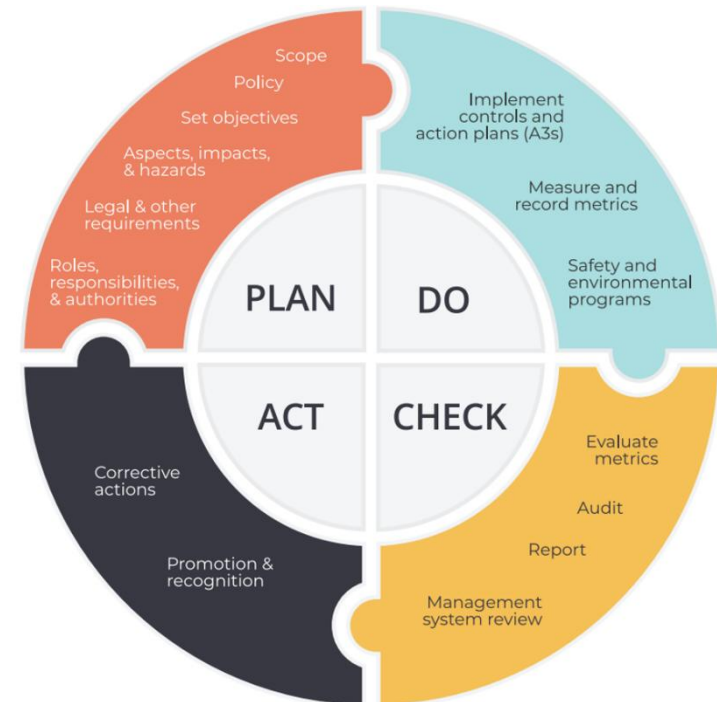 Scope
Policy
Set objectives
Aspects, impacts,
& hazards
Legal & other
requirements
Roles,
responsibilities,
& authorities
PLAN
Implement
controls and
action plans (A3s)
Measure and
record metrics
Safety and
environmental
programs
DO
Evaluate
metrics
Audit
Report
Management
system review
CHECK
Corrective
actions
Promotion &
recognition
ACT